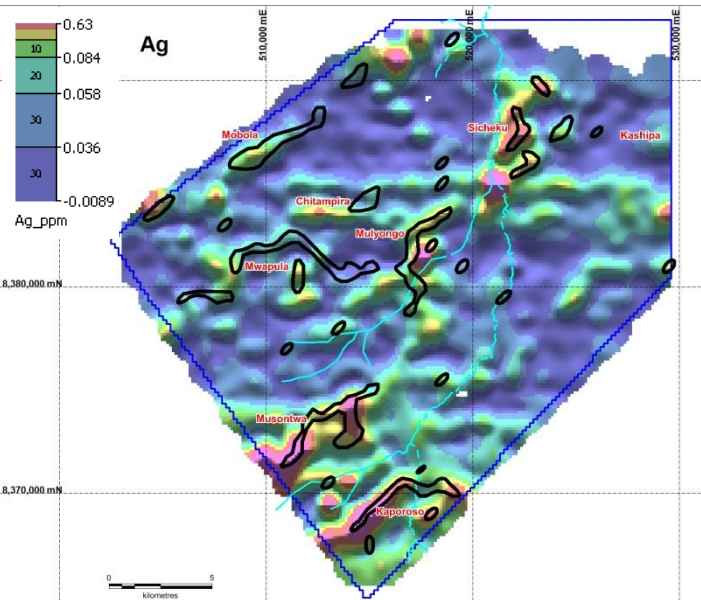 Ag
0.63
10
0.084
20
0.058
30
0.036
30
-0.0089
Ag_ppm
510,000 mE
520,000 mE
530,000 mE
Mobola
Sicheku
Kashipa
Chitampira
Mulyongo
Mwapula
8,380,000 mN
Musontwa
8,370,000 mN
Kaporoso
0 5
kilometres